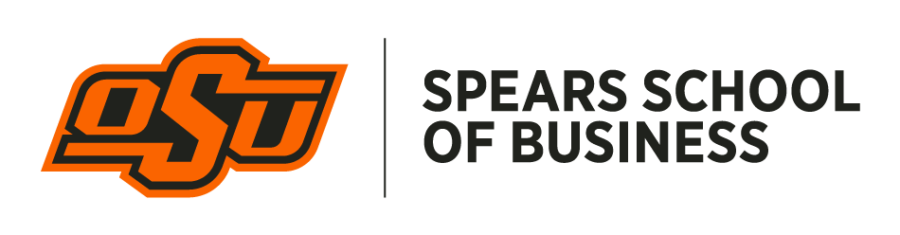 OSU
SPEARS SCHOOL
OF BUSINESS